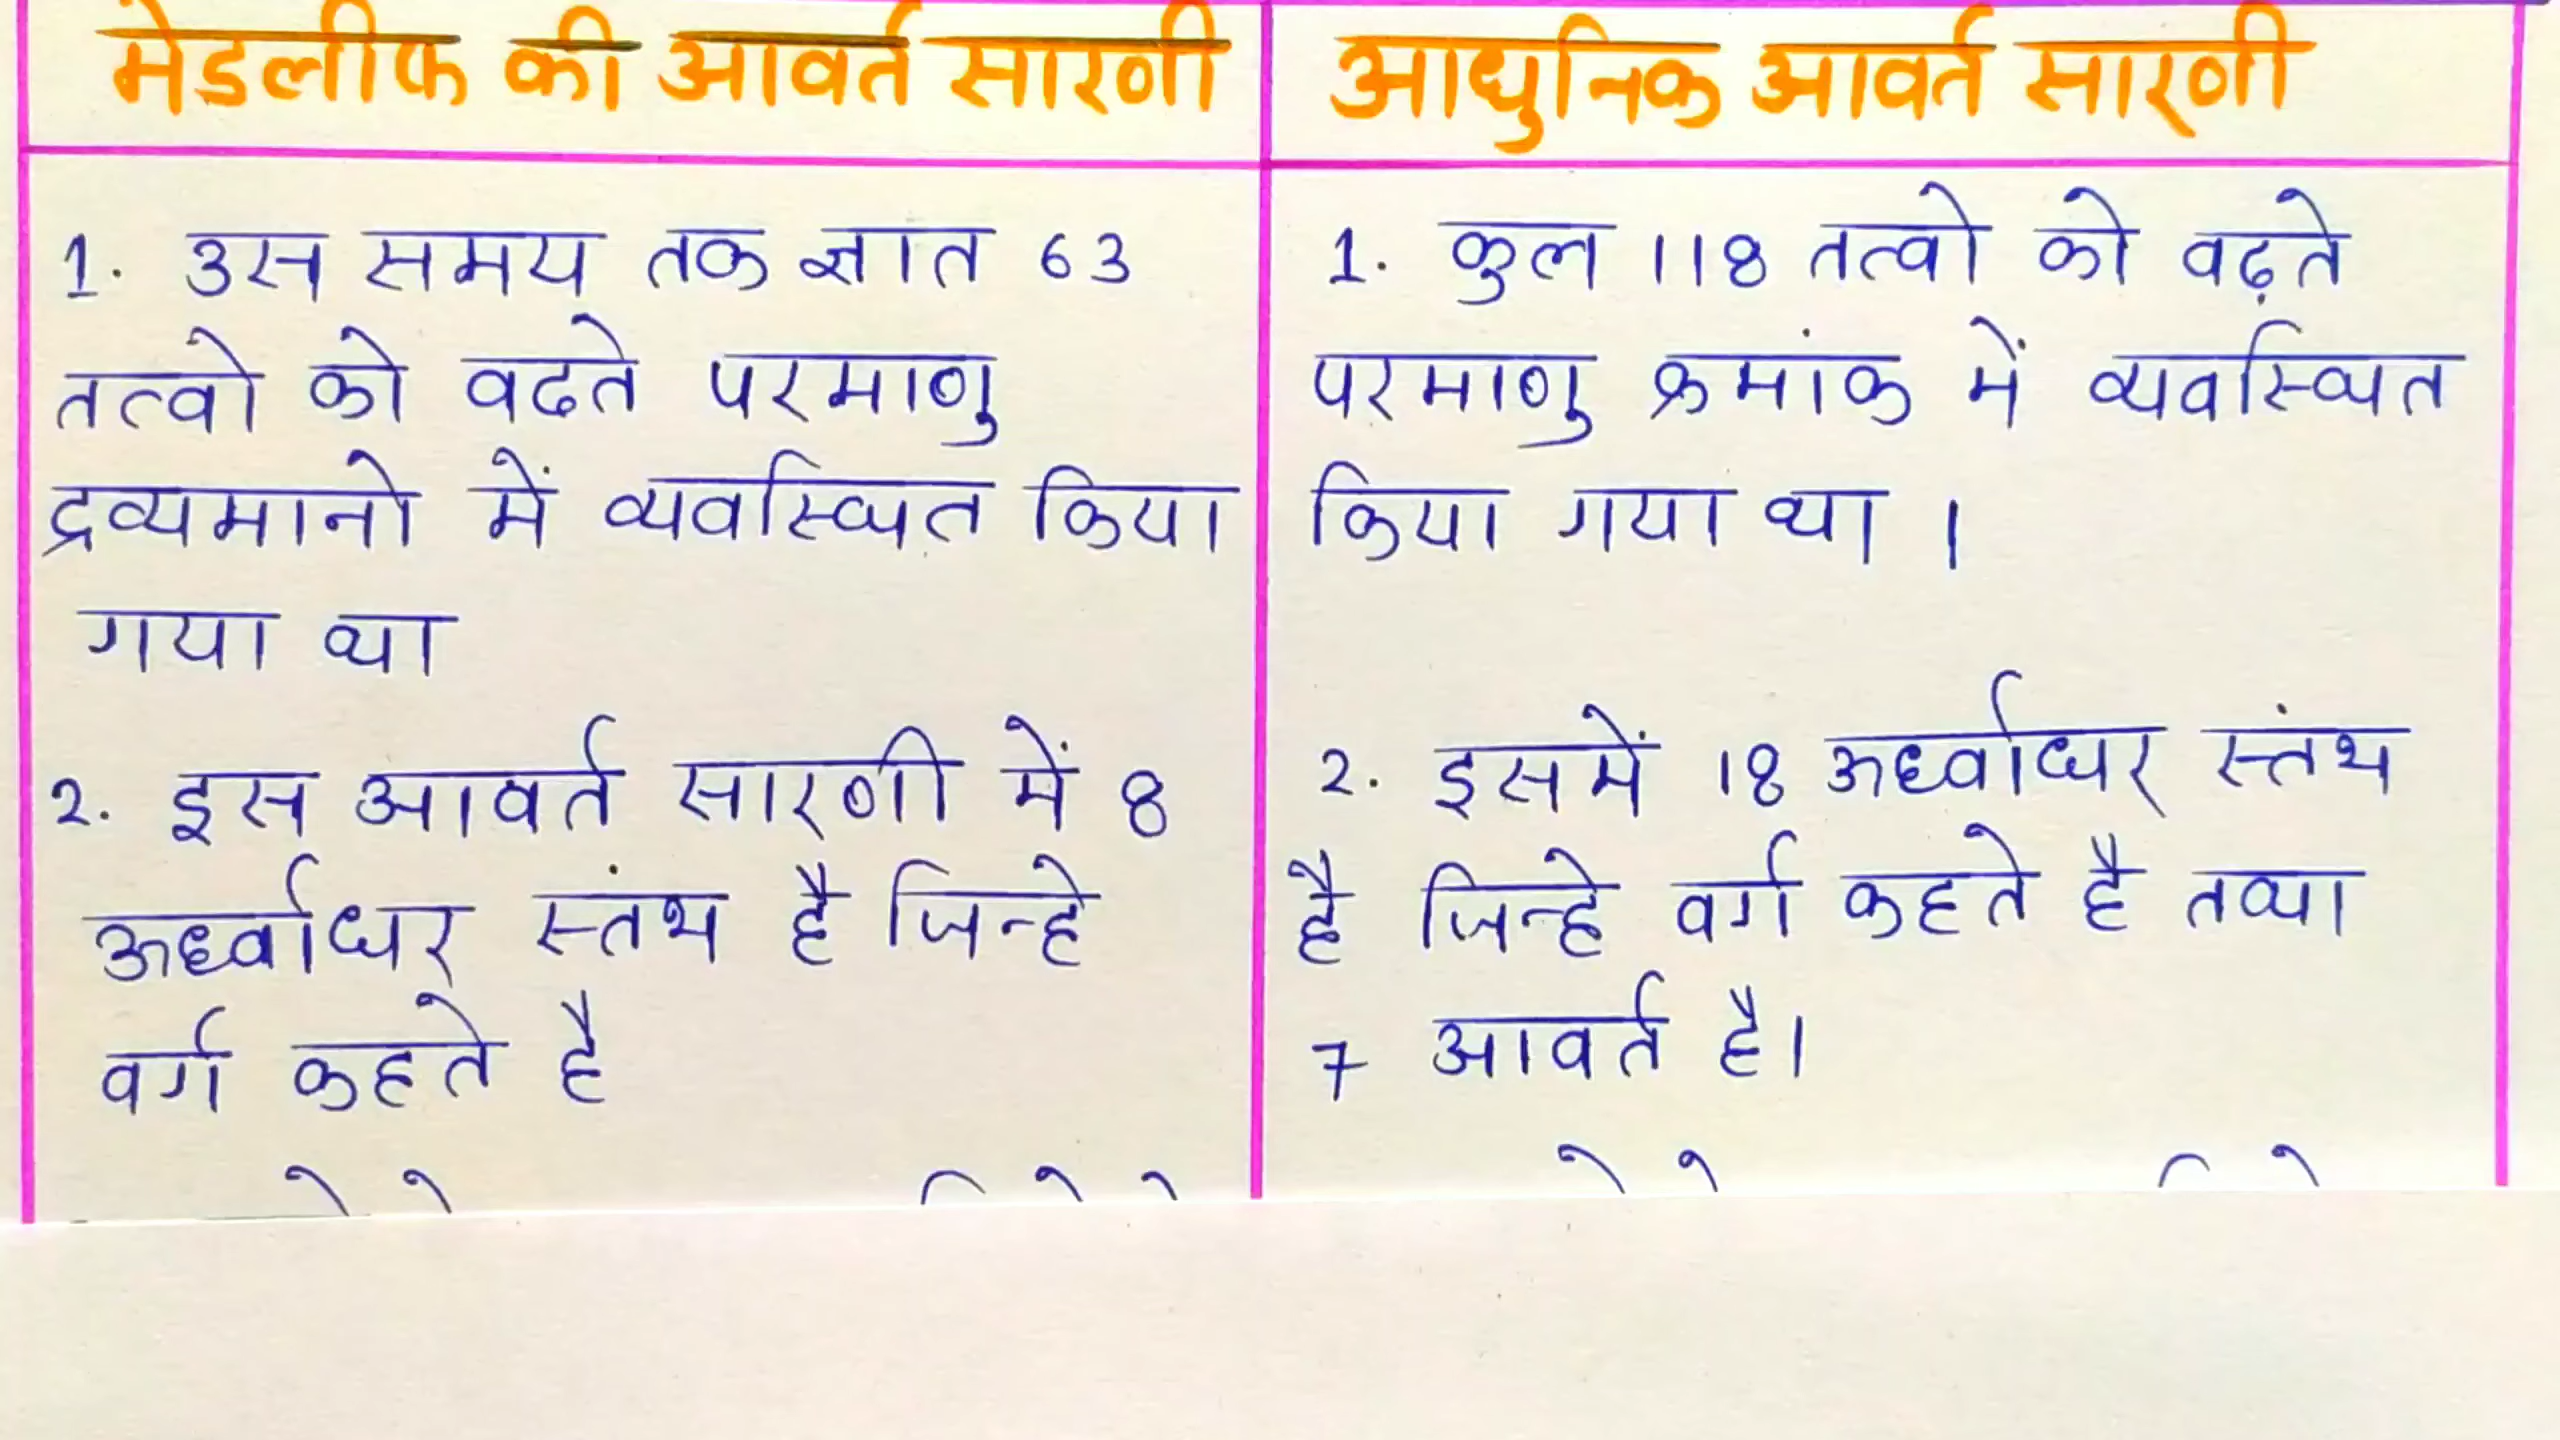 मेडलीफ की आवर्त सारणी
आधुनिक आवर्त सारणी
1. उस समय तक ज्ञात 63
तत्वो को वढते परमाणु
द्रव्यमानो में व्यवस्थित किया
गया था
2. इस आवर्त सारणी में 8
ऊर्ध्वाधर स्तंभ है जिन्हे
वर्ग कहते है
1. कुल 118 तत्वो को वढ़ते
परमाणु क्रमांक में व्यवस्थित
किया गया था ।
2. इसमें 18 ऊर्ध्वाधर स्तंभ
है जिन्हे वर्ग कहते है तथा
7 आवर्त है।